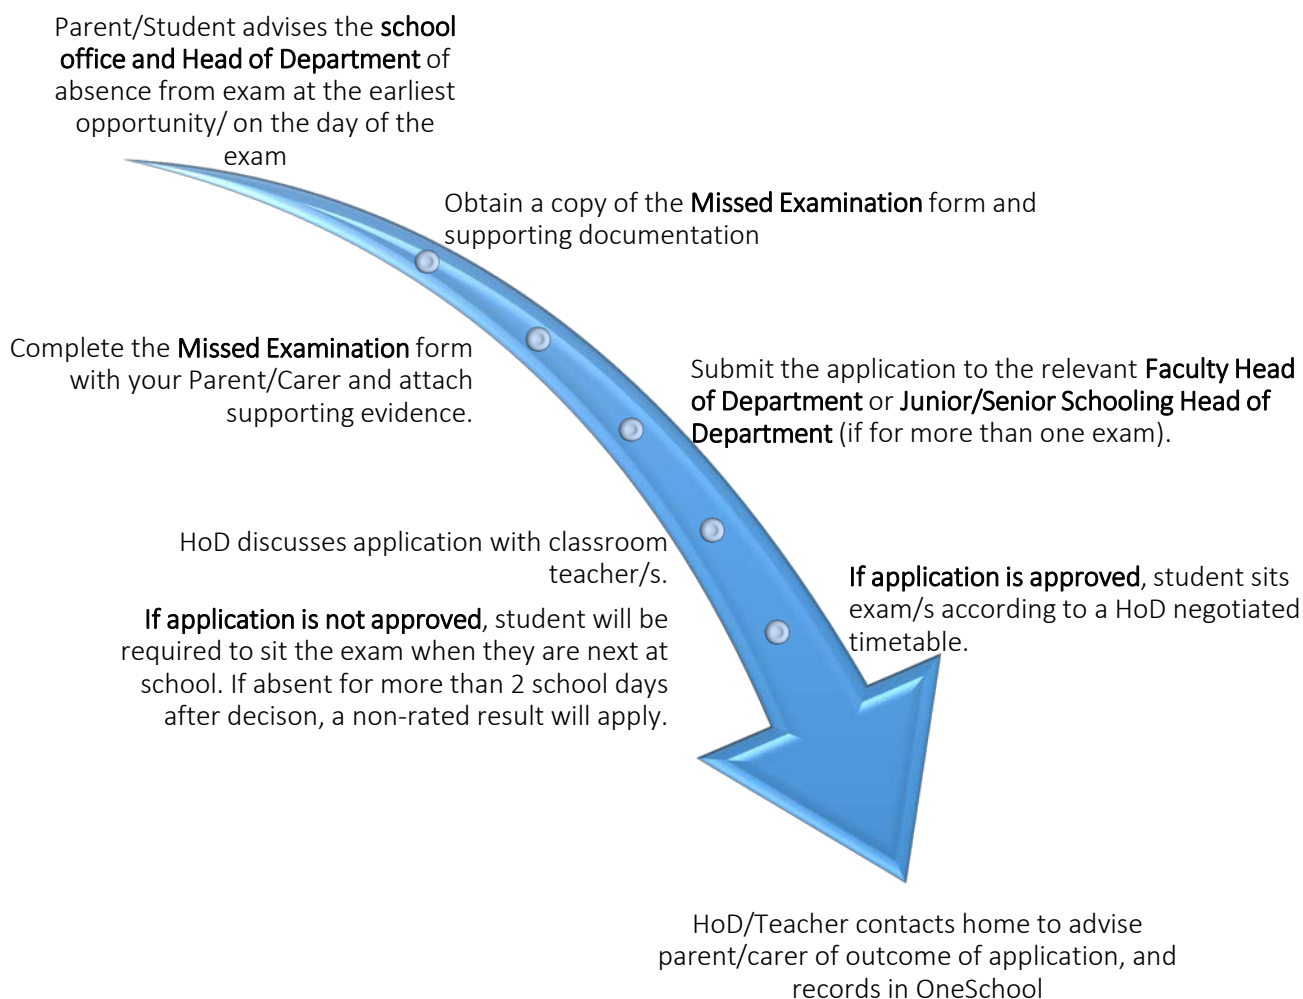 Parent/Student advises the school
office and Head of Department of
absence from exam at the earliest
opportunity/ on the day of the
exam
Obtain a copy of the Missed Examination form and
supporting documentation
Complete the Missed Examination form
with your Parent/Carer and attach
supporting evidence.
Submit the application to the relevant Faculty Head
of Department or Junior/Senior Schooling Head of
Department (if for more than one exam).
HoD discusses application with classroom
teacher/s.
If application is not approved, student will be
required to sit the exam when they are next at
school. If absent for more than 2 school days
after decison, a non-rated result will apply.
If application is approved, student sits
exam/s according to a HoD negotiated
timetable.
HoD/Teacher contacts home to advise
parent/carer of outcome of application, and
records in OneSchool